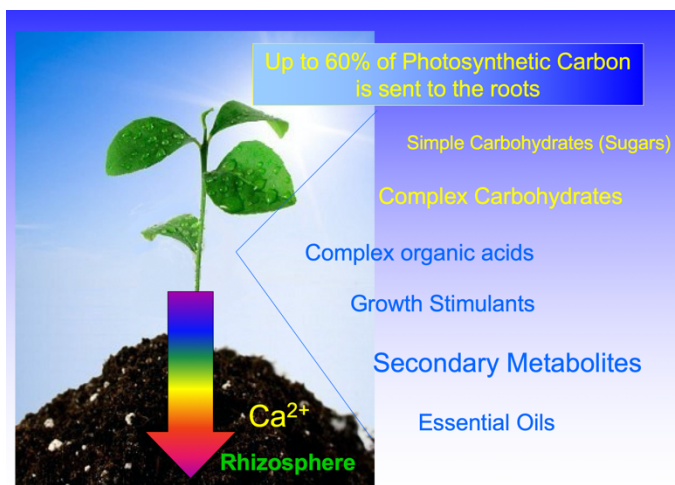 Up to 60% of Photosynthetic Carbon
is sent to the roots
Simple Carbohydrates (Sugars)
Complex Carbohydrates
Complex organic acids
Growth Stimulants
Secondary Metabolites
Essential Oils
Ca²⁺
Rhizosphere